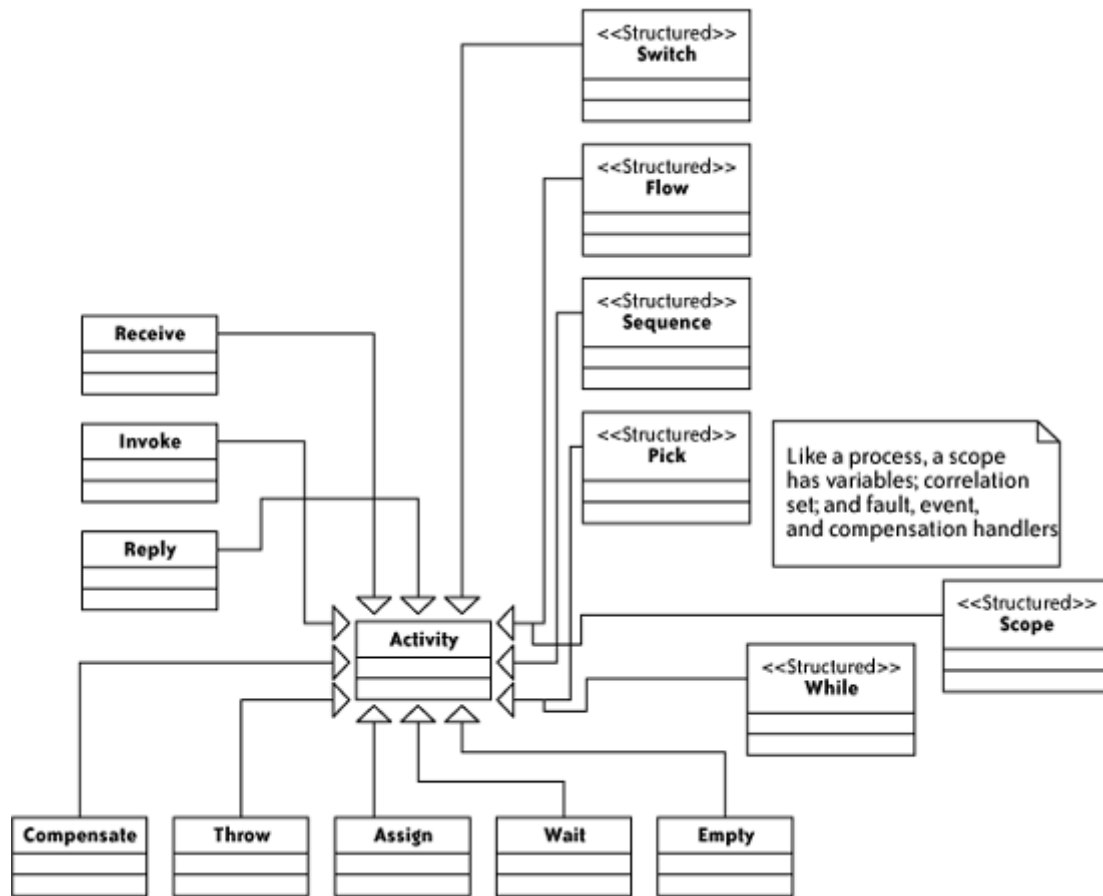 <<Structured>>
Switch
<<Structured>>
Flow
<<Structured>>
Sequence
Receive
<<Structured>>
Pick
Invoke
Like a process, a scope
has variables; correlation
set; and fault, event,
and compensation handlers
Reply
<<Structured>>
Scope
Activity
<<Structured>>
While
Compensate
Throw
Assign
Wait
Empty